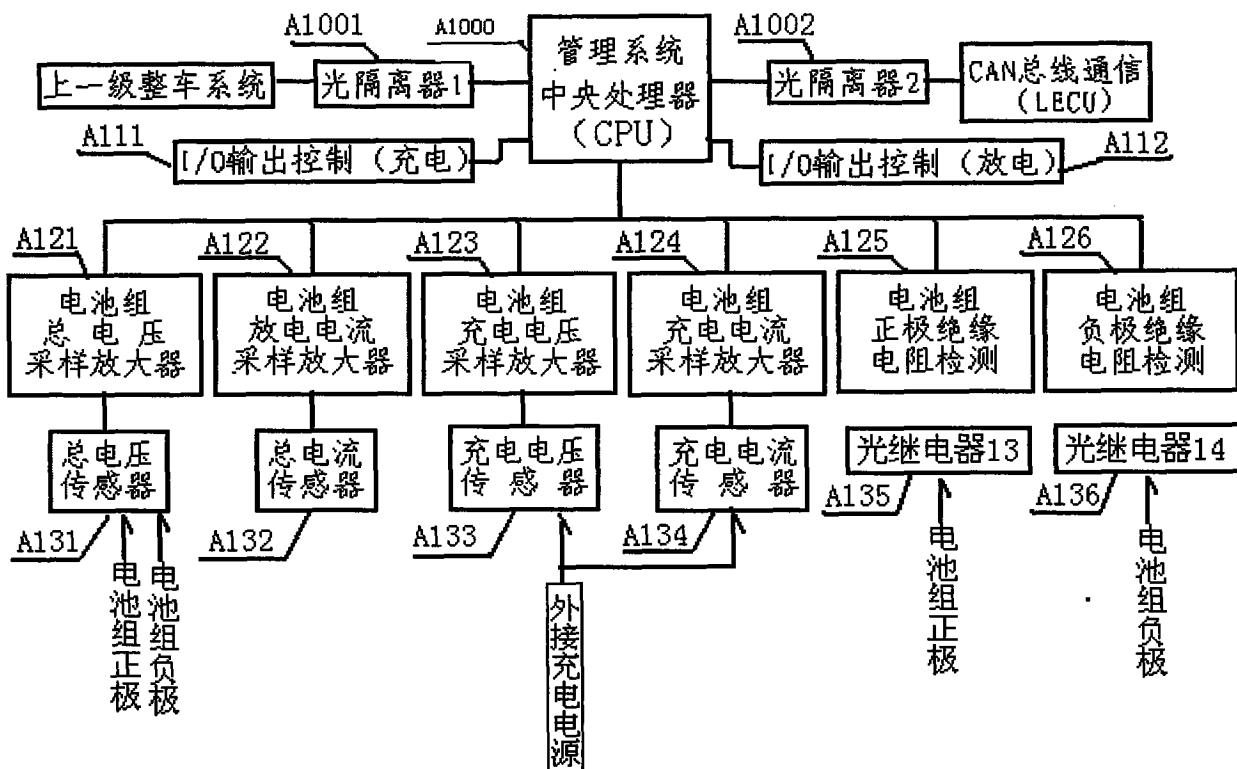 A1001
A1000
A1002
管理系统
中央处理器
(CPU)
上一级整车系统
光隔离器1
光隔离器2
CAN总线通信
(LECU)
A111
I/O输出控制(充电)
I/O输出控制(放电)
A112
A121
A122
A123
A124
A125
A126
电池组
总电压
采样放大器
电池组
放电电流
采样放大器
电池组
充电电压
采样放大器
电池组
充电电流
采样放大器
电池组
正极绝缘
电阻检测
电池组
负极绝缘
电阻检测
总电压
传感器
总电流
传感器
充电电压
传感器
充电电流
传感器
光继电器13
光继电器14
A131
A132
A133
A134
A135
A136
电池组正极
电池组负极
外接充电电源
电池组正极
电池组负极